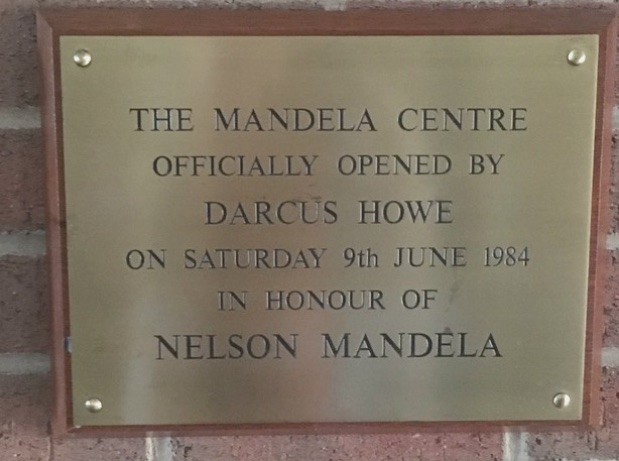 THE MANDELA CENTRE
OFFICIALLY OPENED BY
DARCUS HOWE
ON SATURDAY 9th JUNE 1984
IN HONOUR OF
NELSON MANDELA